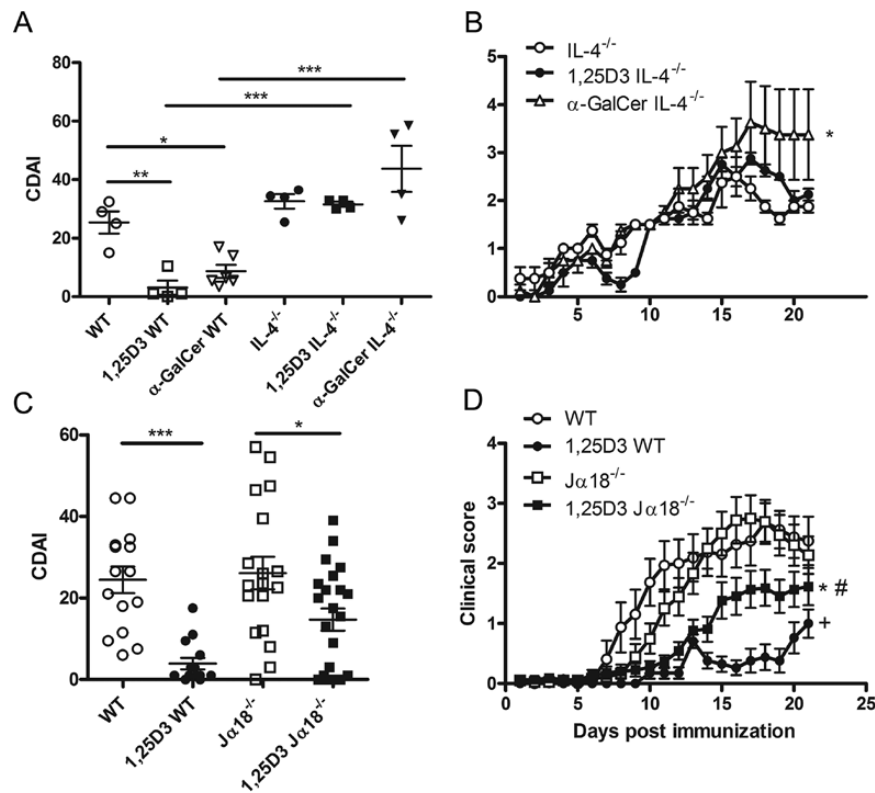 A
80
60
40
20
0
CDAI
*
**
***
***
WT
1,25D3 WT
α-GalCer WT
IL-4-/-
1,25D3 IL-4-/-
α-GalCer IL-4-/-
B
IL-4-/-
1,25D3 IL-4-/-
α-GalCer IL-4-/-
5
4
3
2
1
0
*
5 10 15 20
C
60
40
20
0
CDAI
***
*
WT
1,25D3 WT
Jα18-/-
1,25D3 Jα18-/-
D
WT
1,25D3 WT
Jα18-/-
1,25D3 Jα18-/-
4
3
2
1
0
Clinical score
* #
+
0 5 10 15 20 25
Days post immunization